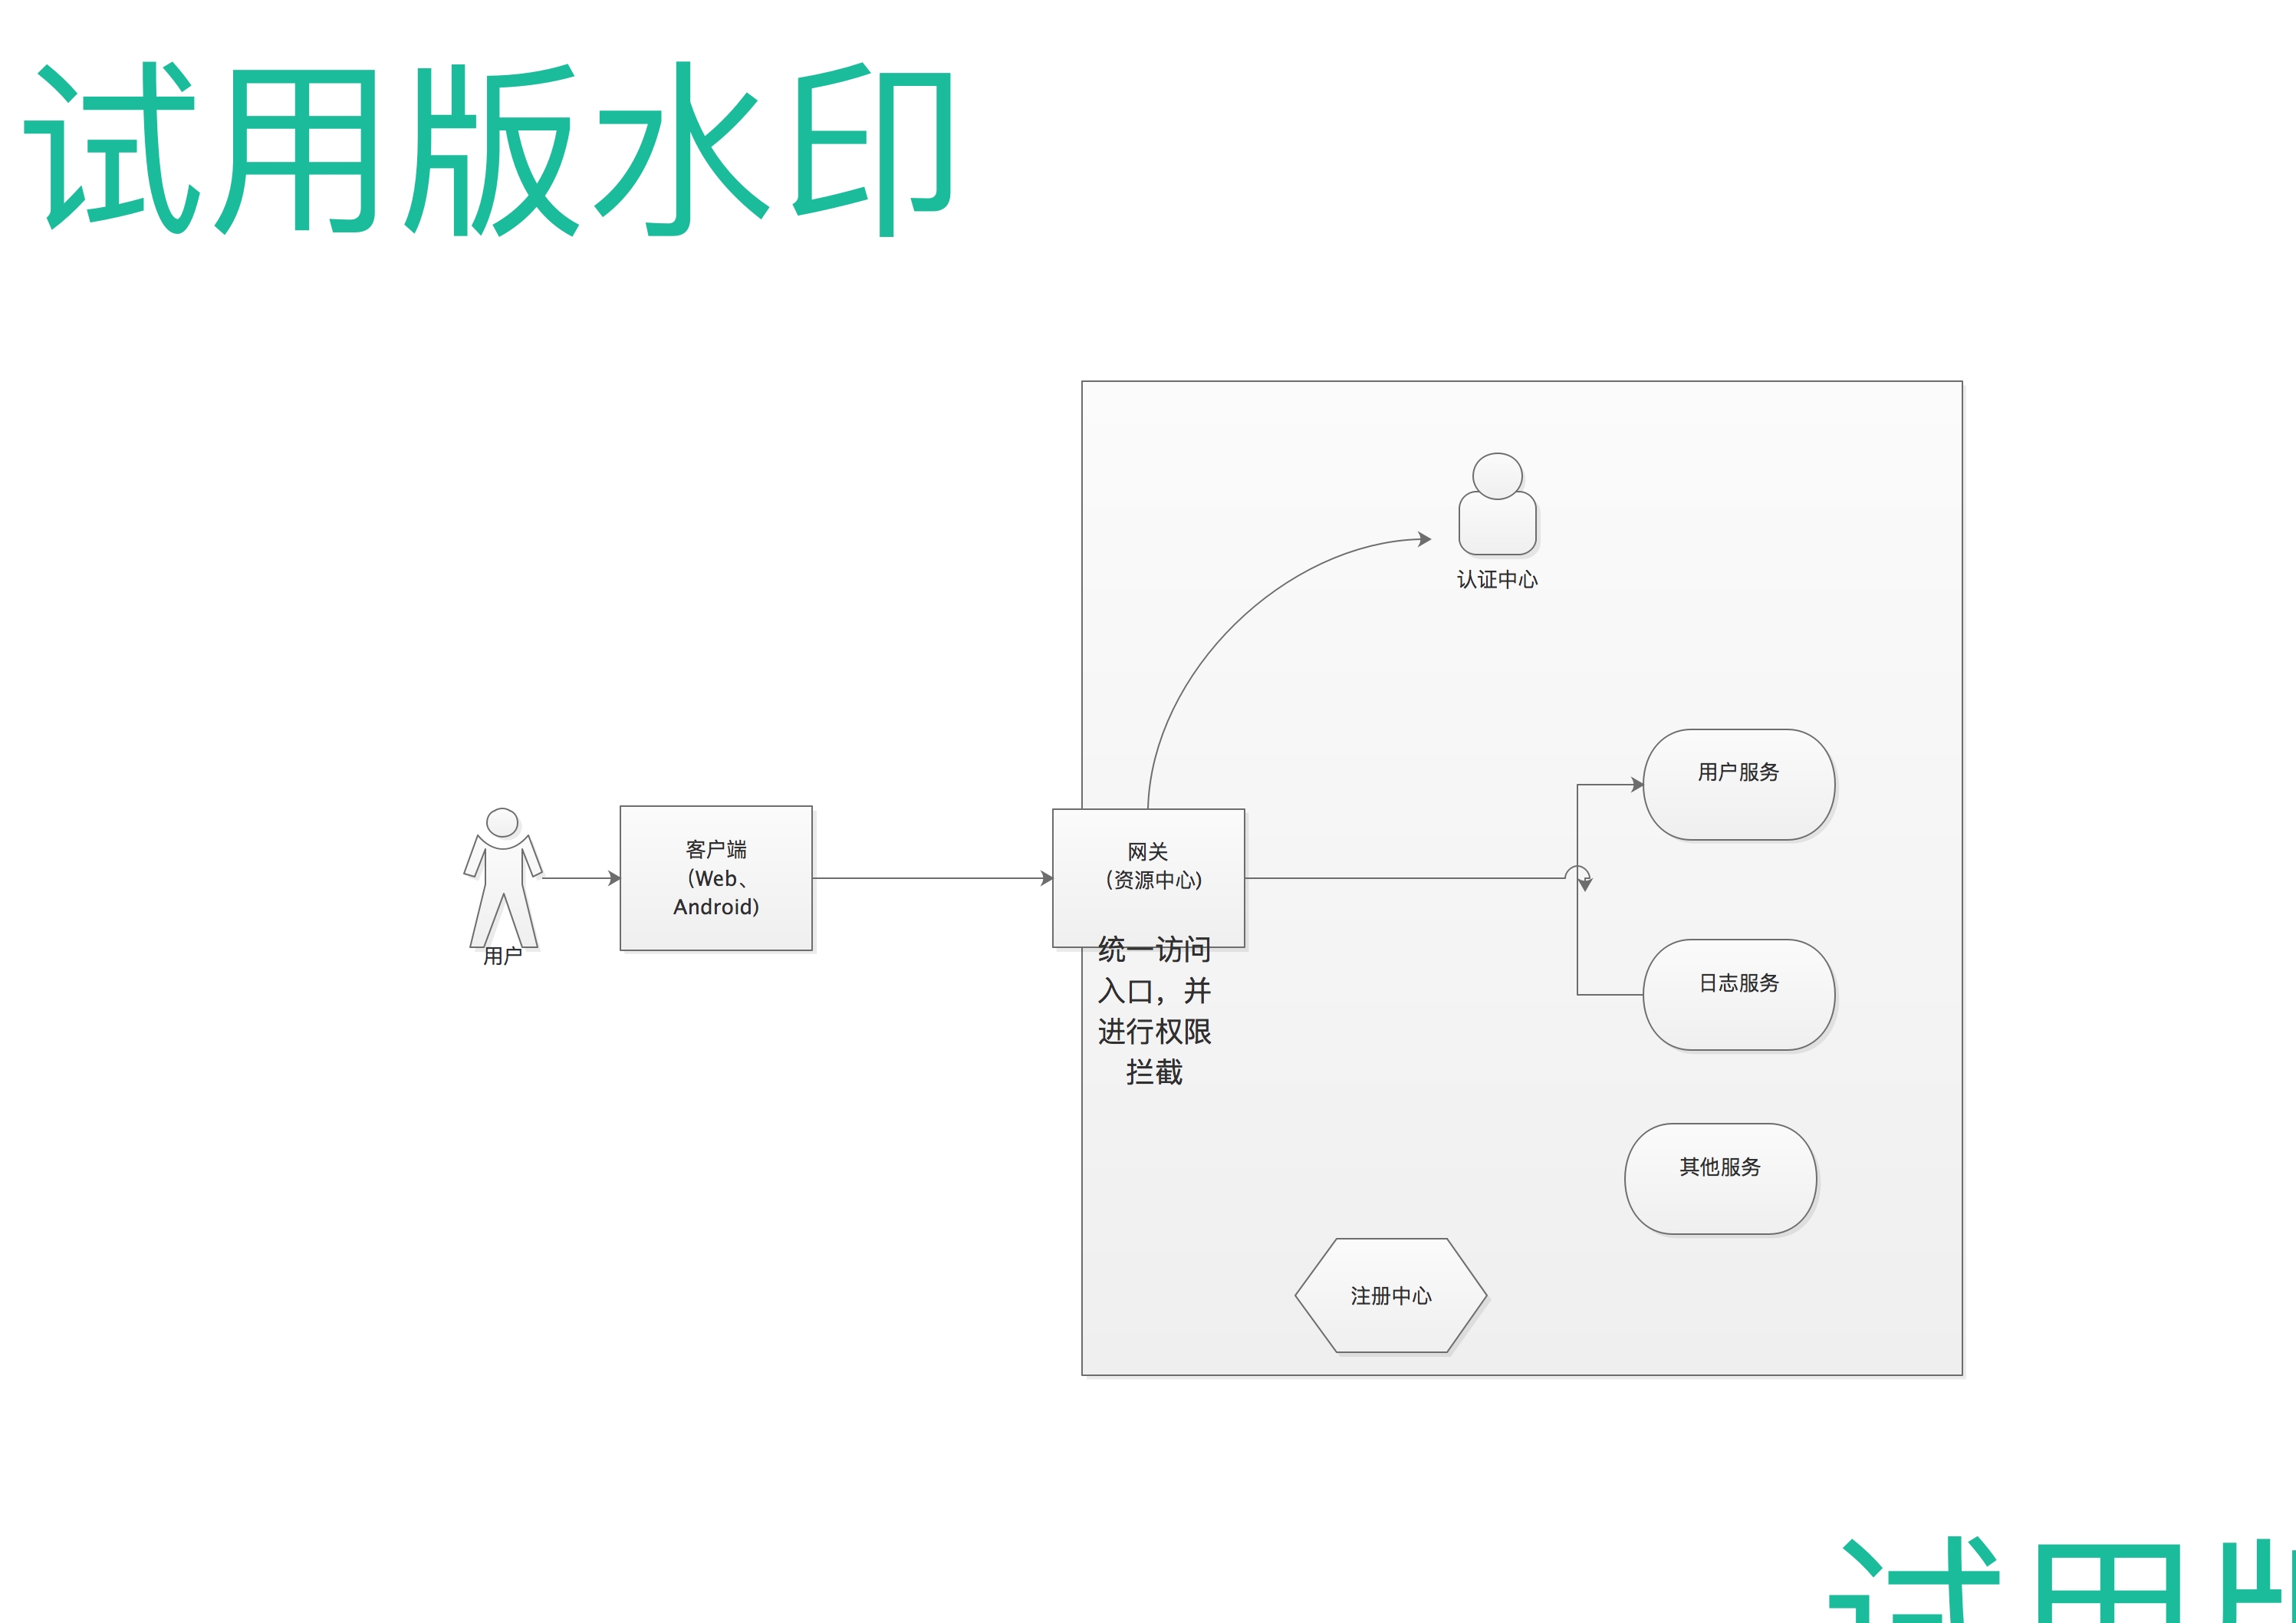 试用版水印
认证中心
用户服务
客户端
(Web、
Android)
网关
(资源中心)
用户
统一访问
入口，并
进行权限
拦截
日志服务
其他服务
注册中心
试用